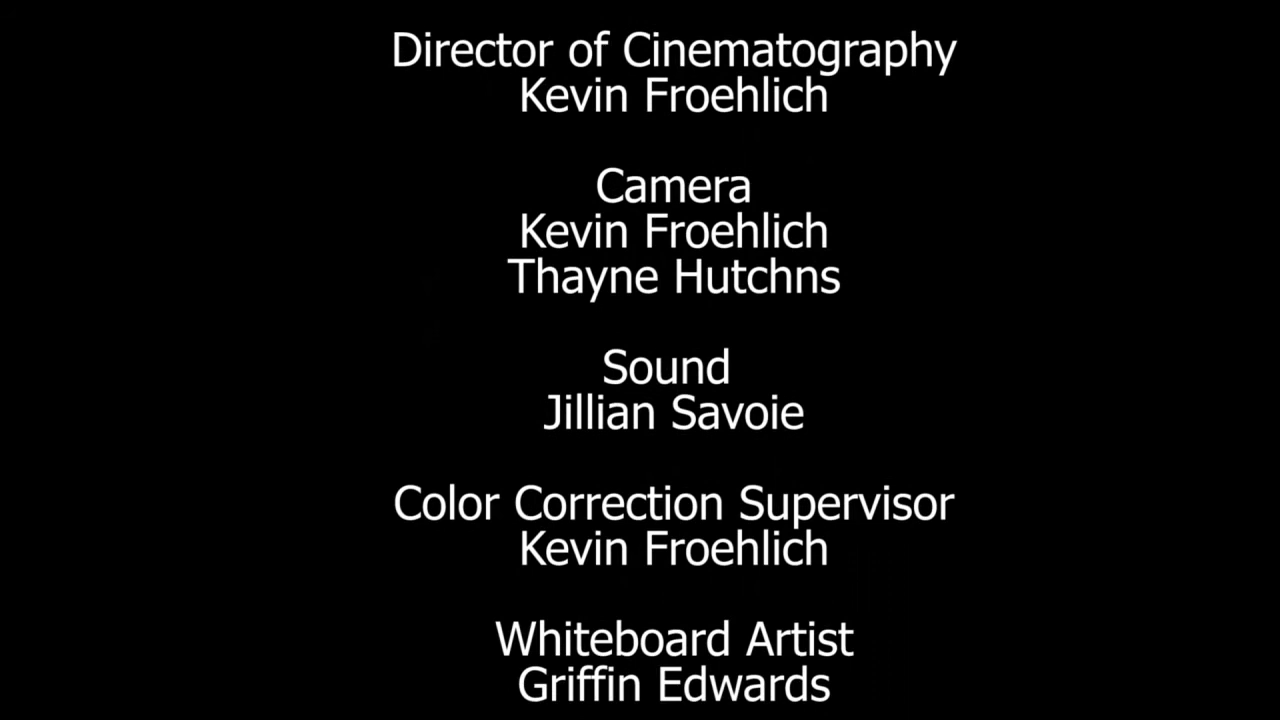 Director of Cinematography
Kevin Froehlich
Camera
Kevin Froehlich
Thayne Hutchns
Sound
Jillian Savoie
Color Correction Supervisor
Kevin Froehlich
Whiteboard Artist
Griffin Edwards